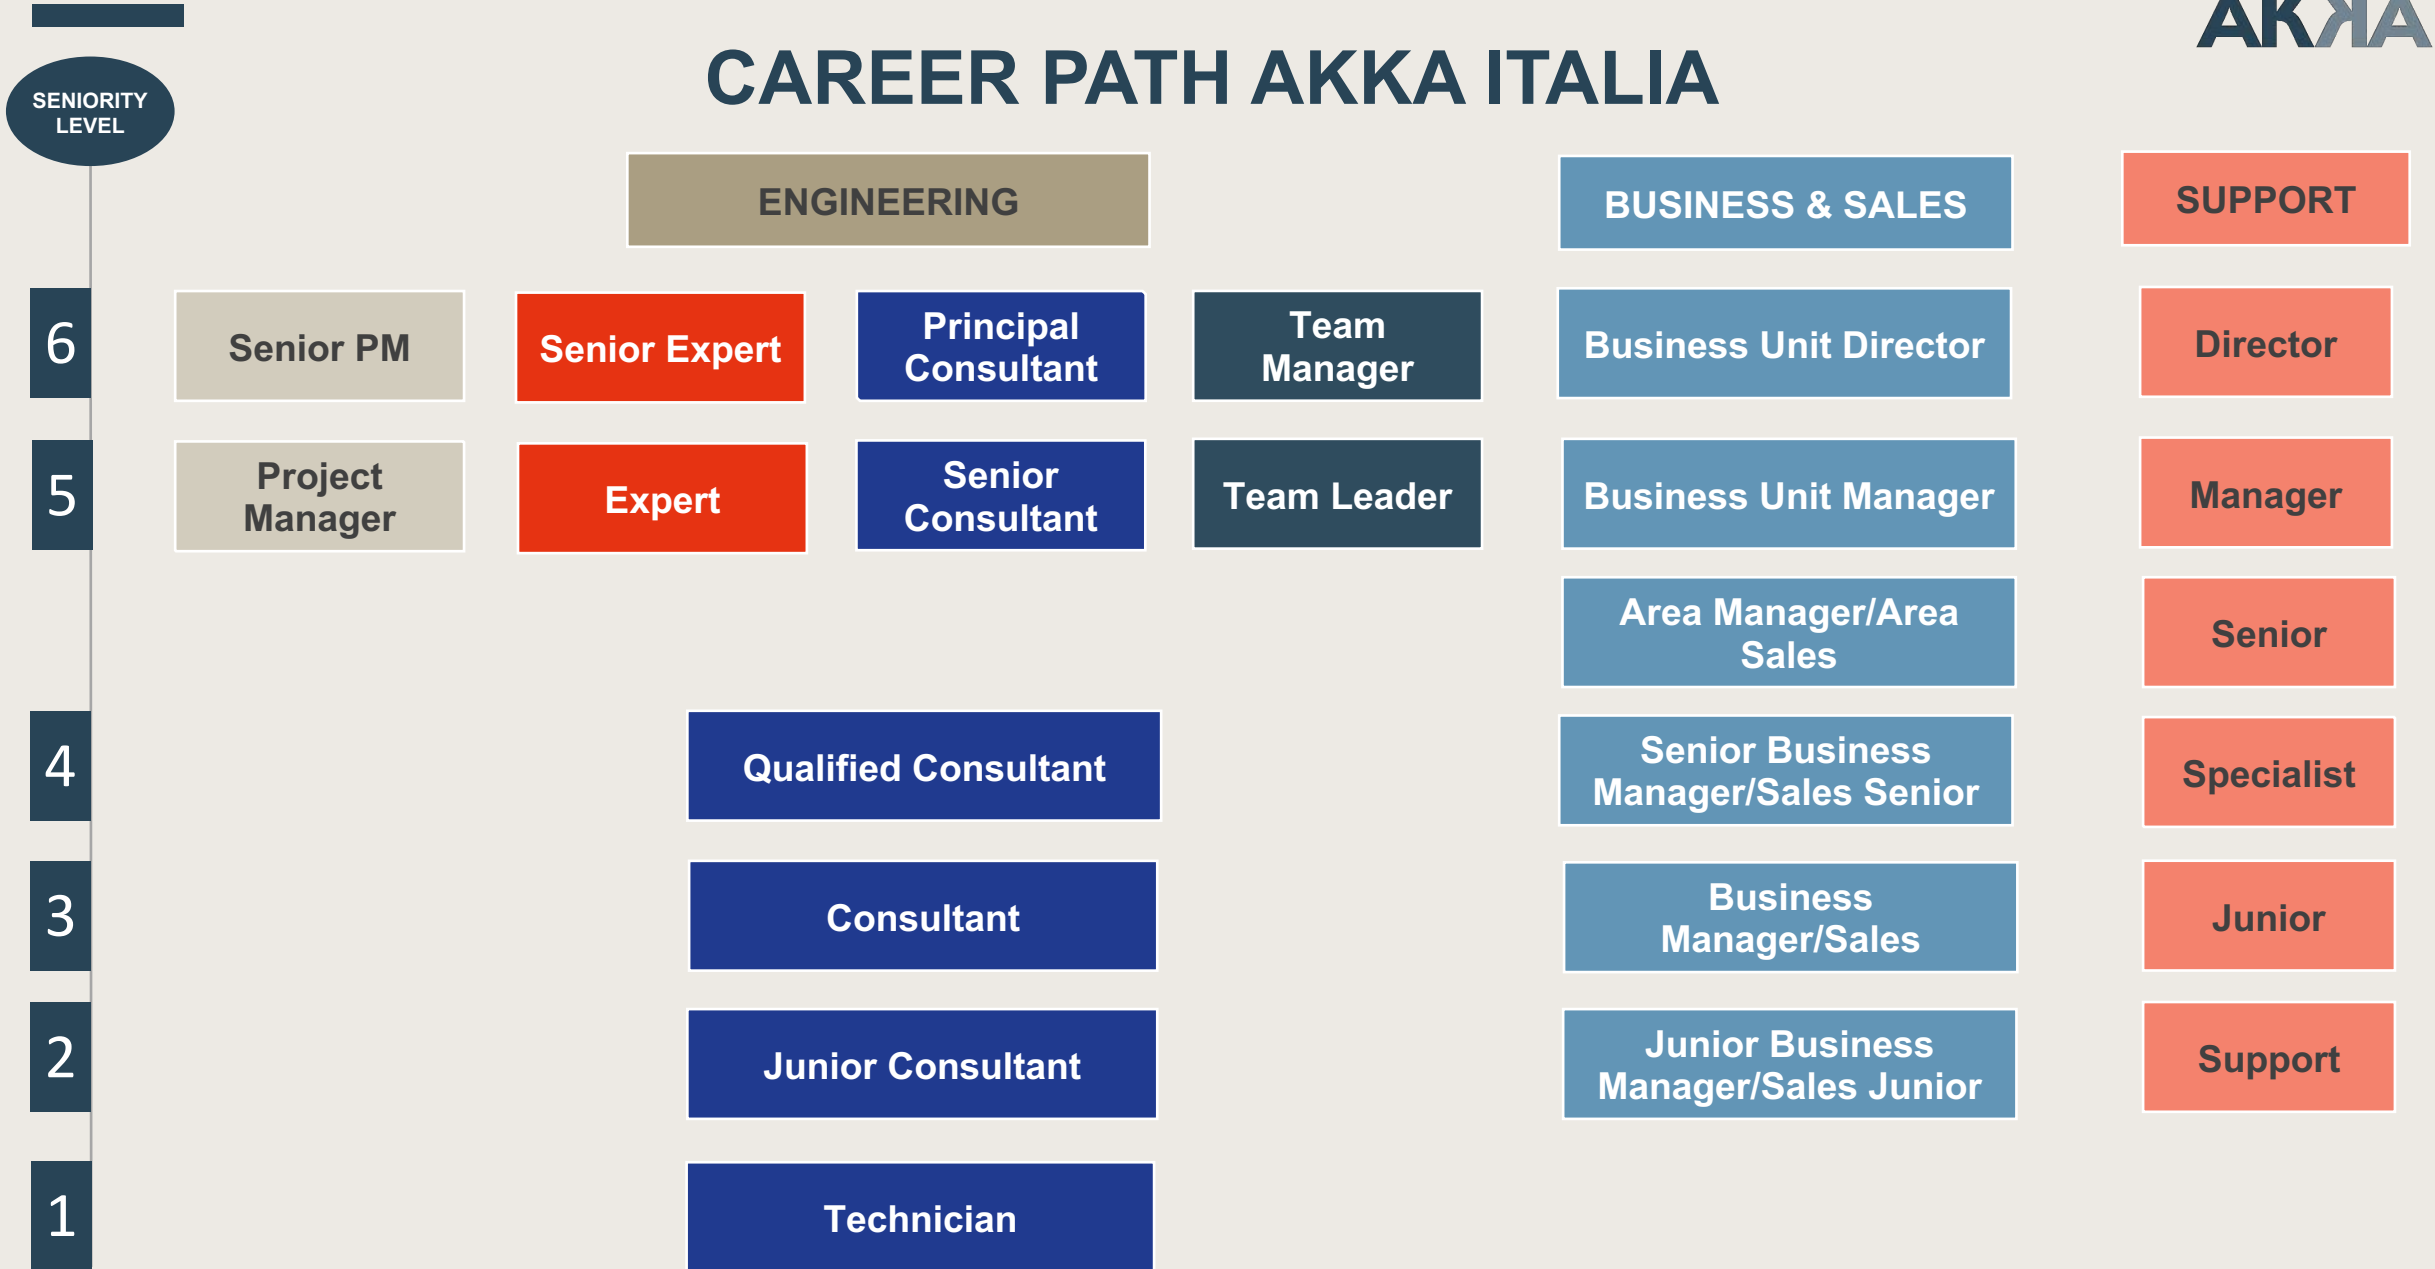 AKKA
CAREER PATH AKKA ITALIA
SENIORITY
LEVEL
ENGINEERING
BUSINESS & SALES
SUPPORT
6
Senior PM
Senior Expert
Principal
Consultant
Team
Manager
Business Unit Director
Director
5
Project
Manager
Expert
Senior
Consultant
Team Leader
Business Unit Manager
Manager
Area Manager/Area
Sales
Senior
4
Qualified Consultant
Senior Business
Manager/Sales Senior
Specialist
3
Consultant
Business
Manager/Sales
Junior
2
Junior Consultant
Junior Business
Manager/Sales Junior
Support
1
Technician